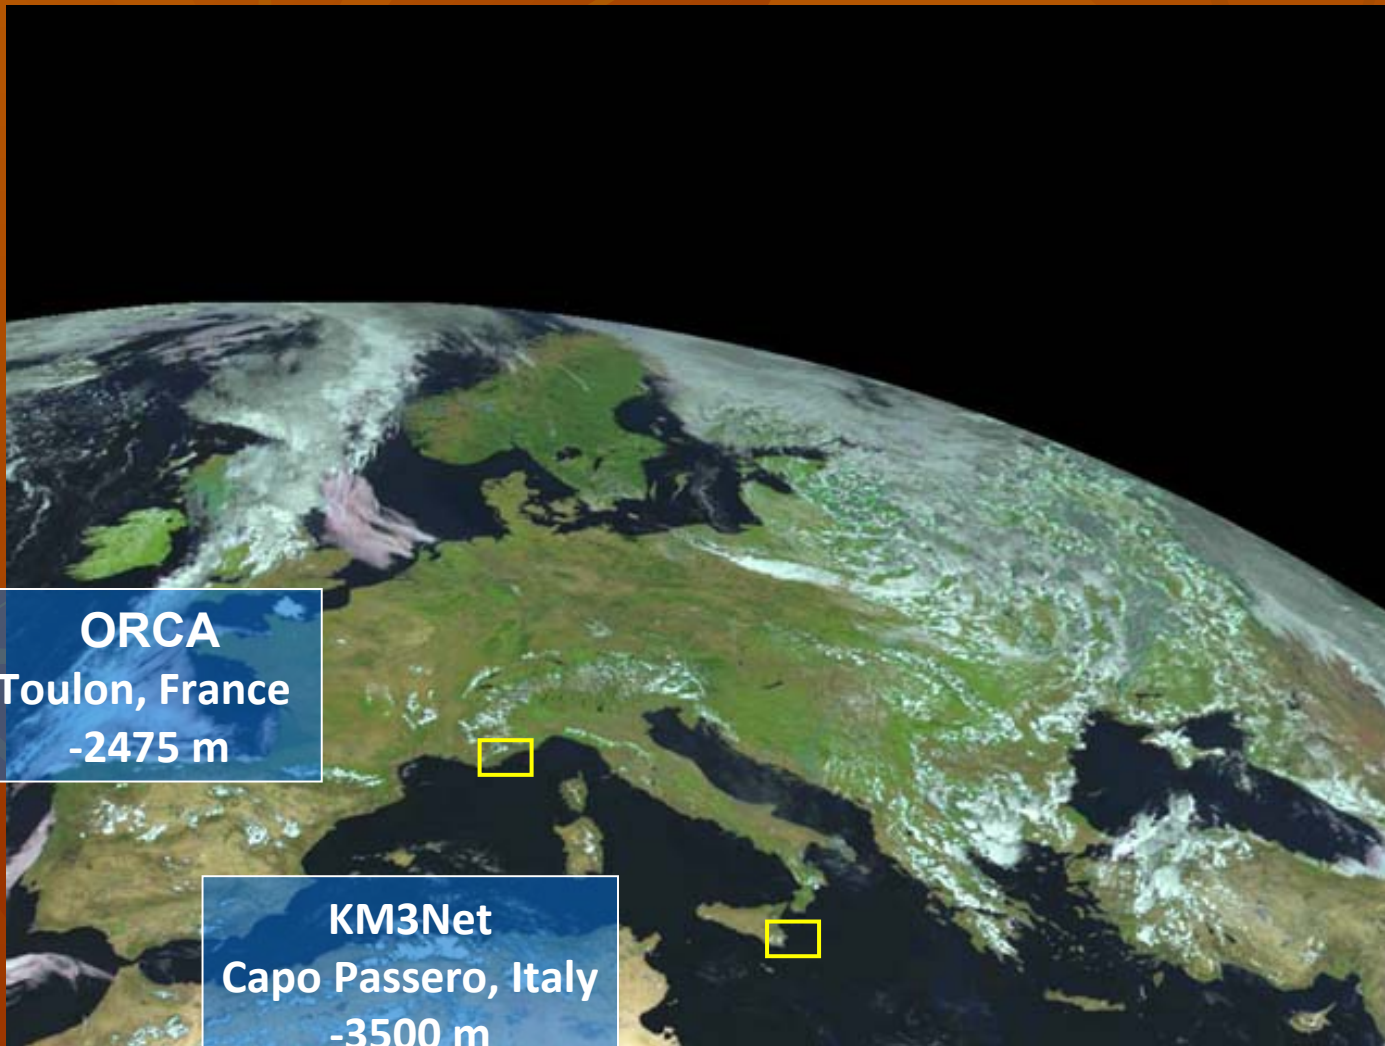 ORCA
Toulon, France
-2475 m
KM3Net
Capo Passero, Italy
-3500 m